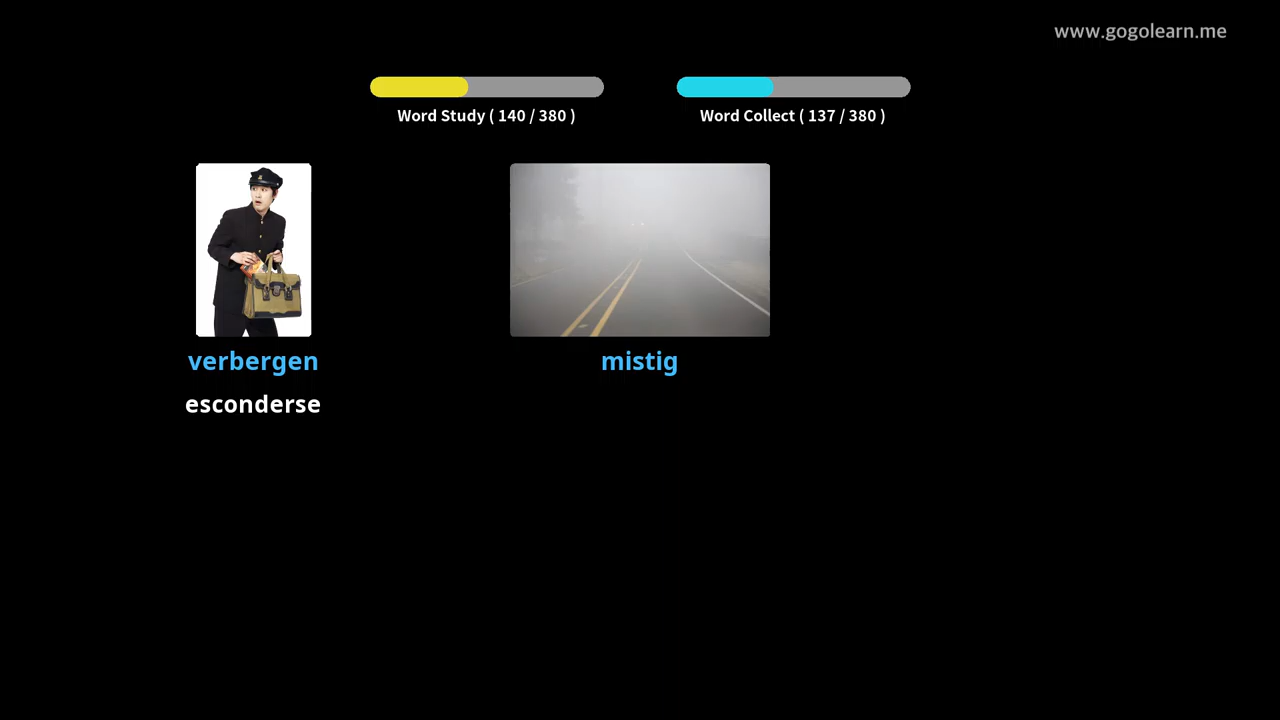 www.gogolearn.me
Word Study ( 140 / 380 )
Word Collect ( 137 / 380 )
verbergen
mistig
esconderse